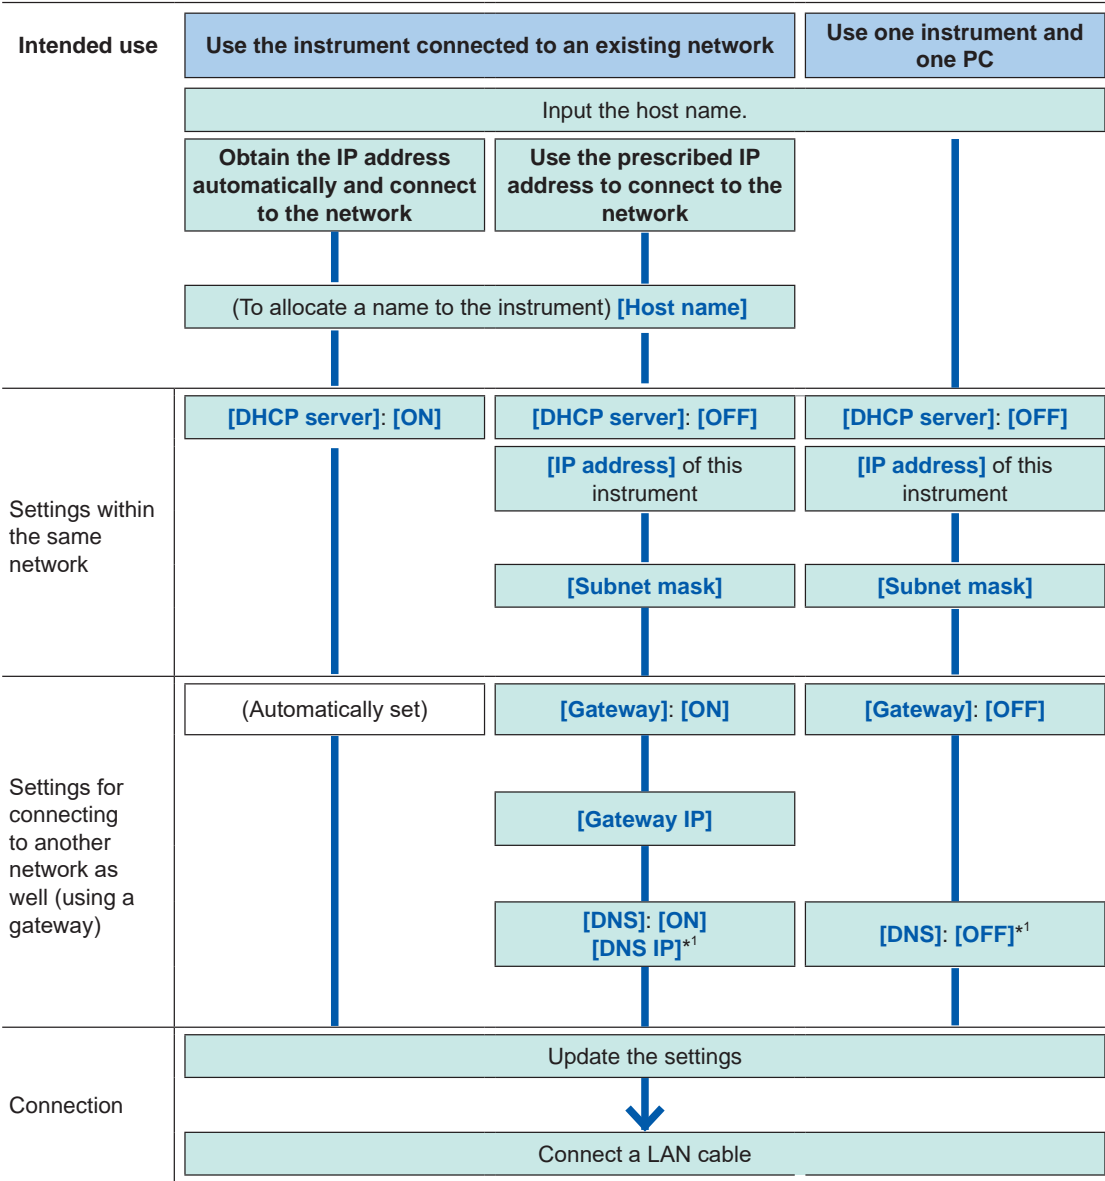 Intended use
Use the instrument connected to an existing network
Use one instrument and
one PC
Input the host name.
Obtain the IP address
automatically and connect
to the network
Use the prescribed IP
address to connect to the
network
(To allocate a name to the instrument) [Host name]
Settings within
the same
network
[DHCP server]: [ON]
[DHCP server]: [OFF]
[DHCP server]: [OFF]
[IP address] of this
instrument
[IP address] of this
instrument
[Subnet mask]
[Subnet mask]
Settings for
connecting
to another
network as
well (using a
gateway)
(Automatically set)
[Gateway]: [ON]
[Gateway]: [OFF]
[Gateway IP]
[DNS]: [ON]
[DNS IP]*1
[DNS]: [OFF]*1
Connection
Update the settings
Connect a LAN cable